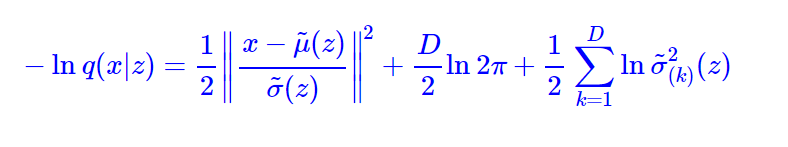 − ln q(x|z) = 1/2 ‖ (x − μ̃(z)) / σ̃(z) ‖² + D/2 ln 2π + 1/2 ∑_{k=1}^{D} ln σ̃²_{(k)}(z)